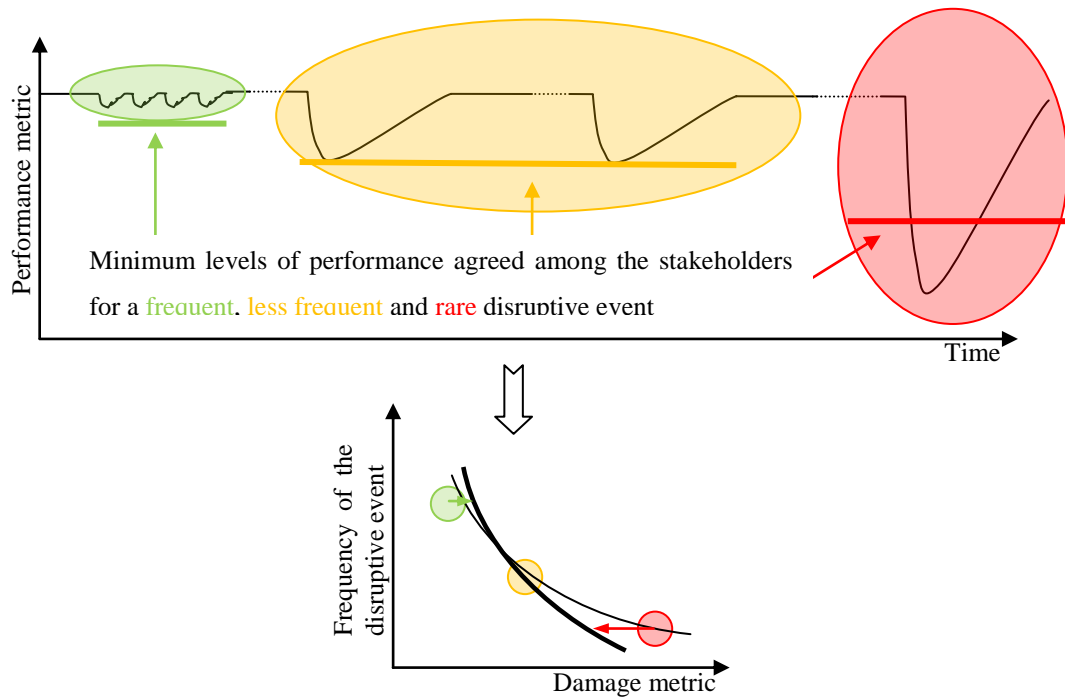 Performance metric
Minimum levels of performance agreed among the stakeholders
for a frequent, less frequent and rare disruptive event
Time
Frequency of the
disruptive event
Damage metric